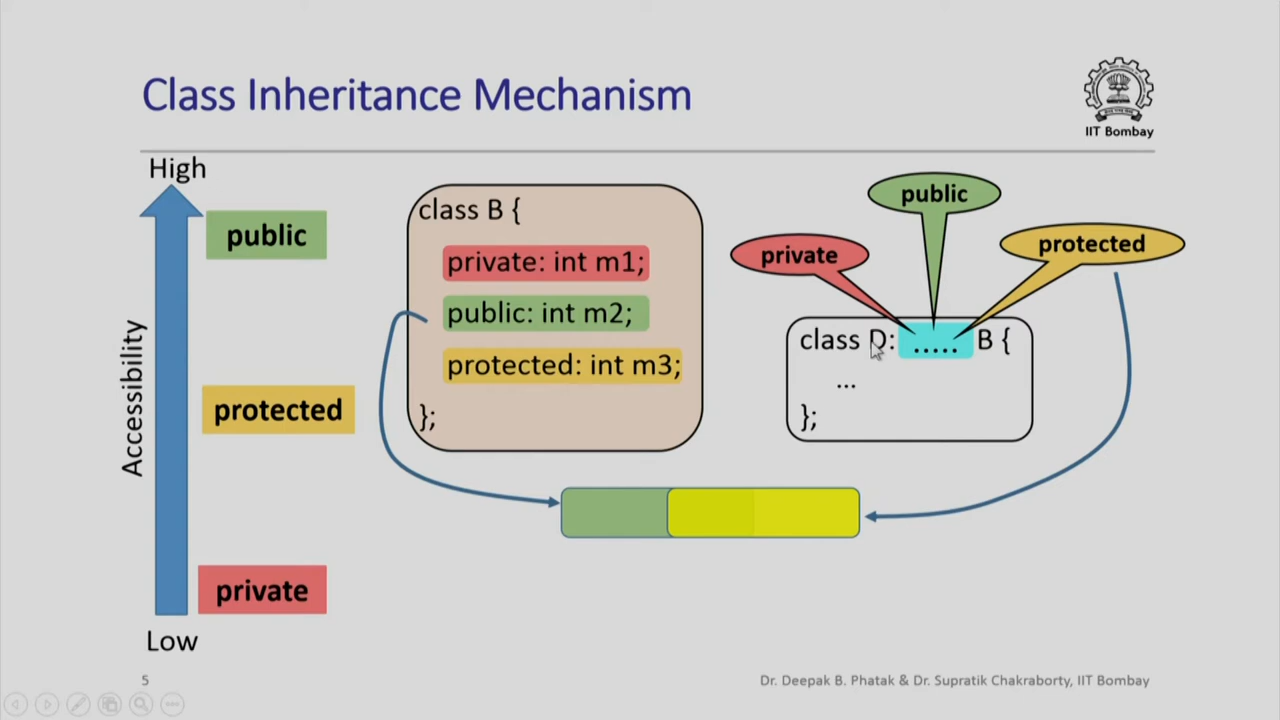 Class Inheritance Mechanism
IIT Bombay
High
public
protected
private
Low
Accessibility
class B {
private: int m1;
public: int m2;
protected: int m3;
};
private
public
protected
class D: ..... B {
...
};
5
Dr. Deepak B. Phatak & Dr. Supratik Chakraborty, IIT Bombay